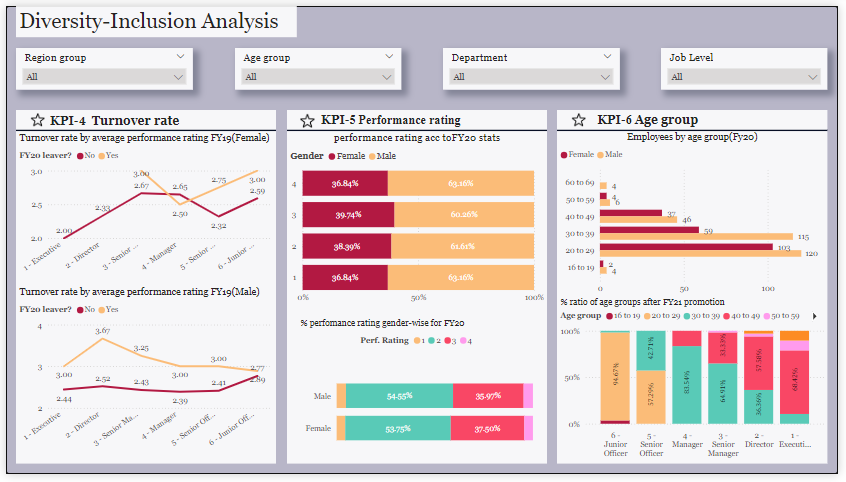 Diversity-Inclusion Analysis
Region group
All
Age group
All
Department
All
Job Level
All
KPI-4 Turnover rate
Turnover rate by average performance rating FY19(Female)
FY20 leaver? No Yes
3.0
2.5
2.0
2.00
2.33
3.00
2.67
2.65
2.50
2.75
2.32
3.00
2.59
1 - Executive
2 - Director
3 - Senior ...
4 - Manager
5 - Senior ...
6 - Junior ...
Turnover rate by average performance rating FY19(Male)
FY20 leaver? No Yes
4
3
2
3.00
2.44
3.67
2.52
3.25
2.43
3.00
2.39
3.00
2.41
2.77
2.89
1 - Executive
2 - Director
3 - Senior Ma...
4 - Manager
5 - Senior Off...
6 - Junior Off...
KPI-5 Performance rating
performance rating acc toFY20 stats
Gender Female Male
4 36.84% 63.16%
3 39.74% 60.26%
2 38.39% 61.61%
1 36.84% 63.16%
0% 50% 100%
% perfomance rating gender-wise for FY20
Perf. Rating 1 2 3 4
Male 54.55% 35.97%
Female 53.75% 37.50%
KPI-6 Age group
Employees by age group(Fy20)
Female Male
60 to 69 4
50 to 59 4 6
40 to 49 37 46
30 to 39 59 115
20 to 29 103 120
16 to 19 2 4
0 50 100
% ratio of age groups after FY21 promotion
Age group 16 to 19 20 to 29 30 to 39 40 to 49 50 to 59
100%
50%
0%
94.67%
42.71%
57.29%
83.54%
33.33%
64.91%
57.58%
36.36%
68.42%
6 - Junior Officer
5 - Senior Officer
4 - Manager
3 - Senior Manager
2 - Director
1 - Executi...